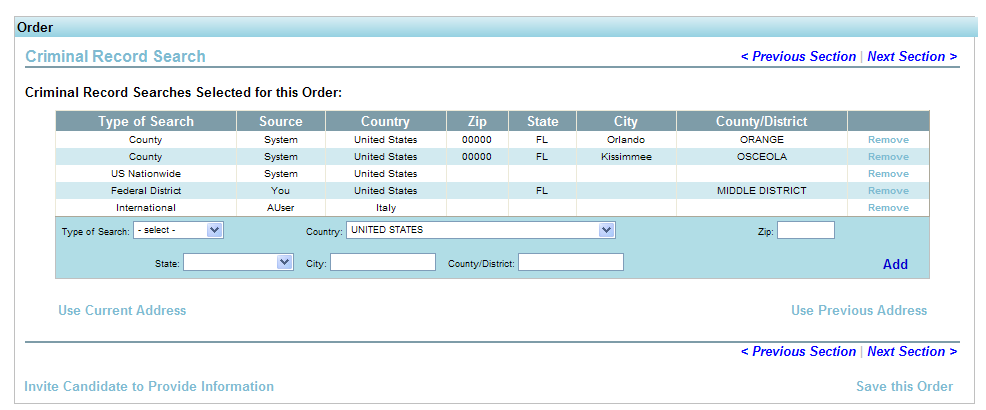 Order
Criminal Record Search < Previous Section | Next Section >
Criminal Record Searches Selected for this Order:
Type of Search Source Country Zip State City County/District
County System United States 00000 FL Orlando ORANGE Remove
County System United States 00000 FL Kissimmee OSCEOLA Remove
US Nationwide System United States Remove
Federal District You United States FL MIDDLE DISTRICT Remove
International AUser Italy Remove
Type of Search: - select - Country: UNITED STATES Zip:
State: City: County/District: Add
Use Current Address Use Previous Address
< Previous Section | Next Section >
Invite Candidate to Provide Information Save this Order